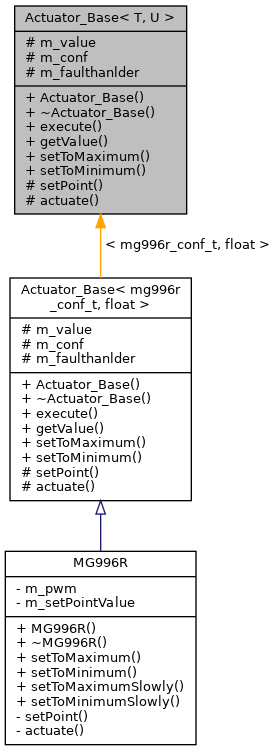 Actuator_Base< T, U >
# m_value
# m_conf
# m_faulthanlder
+ Actuator_Base()
+ ~Actuator_Base()
+ execute()
+ getValue()
+ setToMaximum()
+ setToMinimum()
# setPoint()
# actuate()
< mg996r_conf_t, float >
Actuator_Base< mg996r
_conf_t, float >
# m_value
# m_conf
# m_faulthanlder
+ Actuator_Base()
+ ~Actuator_Base()
+ execute()
+ getValue()
+ setToMaximum()
+ setToMinimum()
# setPoint()
# actuate()
MG996R
- m_pwm
- m_setPointValue
+ MG996R()
+ ~MG996R()
+ setToMaximum()
+ setToMinimum()
+ setToMaximumSlowly()
+ setToMinimumSlowly()
- setPoint()
- actuate()